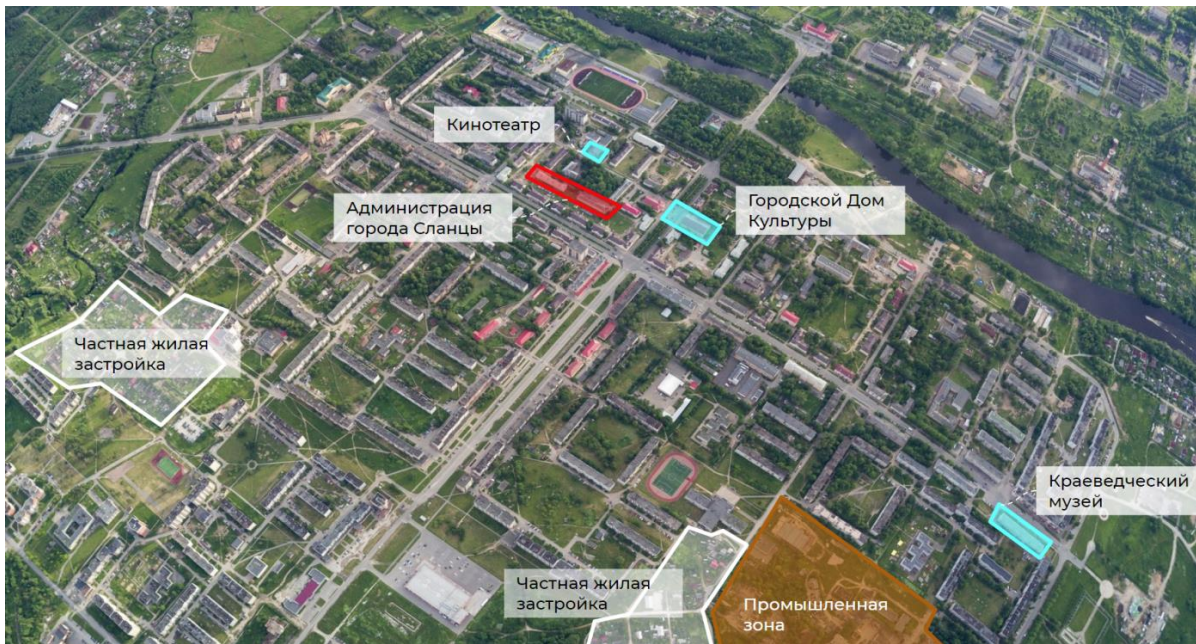 Кинотеатр
Администрация
города Сланцы
Городской Дом
Культуры
Частная жилая
застройка
Краеведческий
музей
Частная жилая
застройка
Промышленная
зона